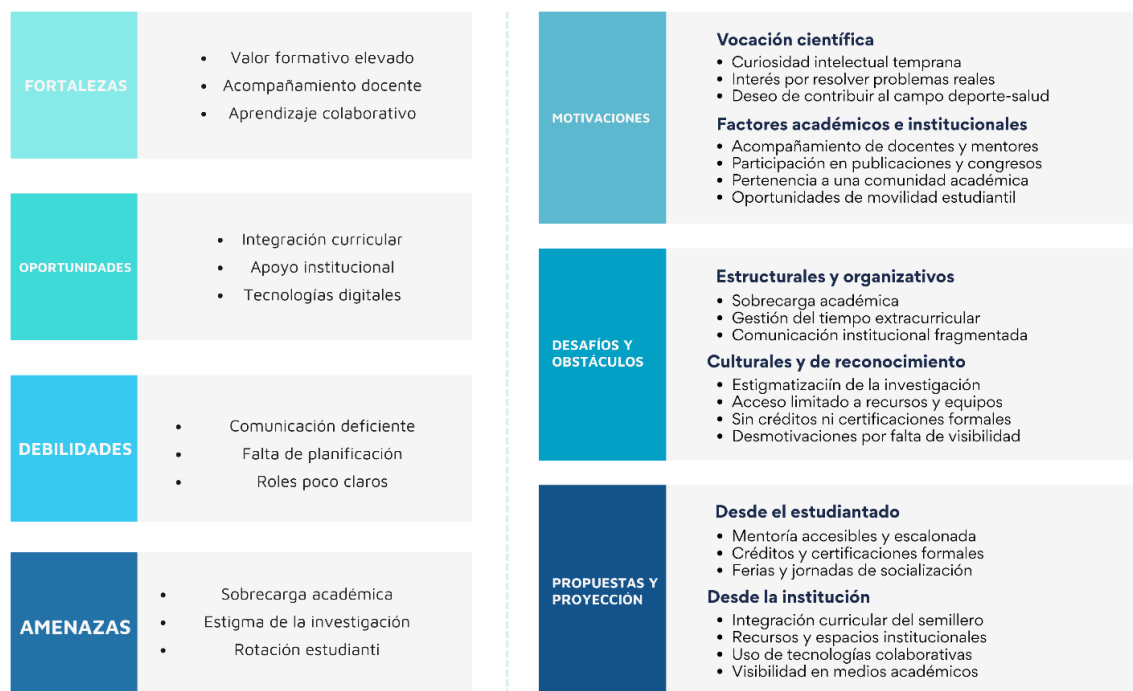 FORTALEZAS
• Valor formativo elevado
• Acompañamiento docente
• Aprendizaje colaborativo
OPORTUNIDADES
• Integración curricular
• Apoyo institucional
• Tecnologías digitales
DEBILIDADES
• Comunicación deficiente
• Falta de planificación
• Roles poco claros
AMENAZAS
• Sobrecarga académica
• Estigma de la investigación
• Rotación estudianti
MOTIVACIONES
Vocación científica
• Curiosidad intelectual temprana
• Interés por resolver problemas reales
• Deseo de contribuir al campo deporte-salud
Factores académicos e institucionales
• Acompañamiento de docentes y mentores
• Participación en publicaciones y congresos
• Pertenencia a una comunidad académica
• Oportunidades de movilidad estudiantil
DESAFÍOS Y
OBSTÁCULOS
Estructurales y organizativos
• Sobrecarga académica
• Gestión del tiempo extracurricular
• Comunicación institucional fragmentada
Culturales y de reconocimiento
• Estigmatizaciín de la investigación
• Acceso limitado a recursos y equipos
• Sin créditos ni certificaciones formales
• Desmotivaciones por falta de visibilidad
PROPUESTAS Y
PROYECCIÓN
Desde el estudiantado
• Mentoría accesibles y escalonada
• Créditos y certificaciones formales
• Ferias y jornadas de socialización
Desde la institución
• Integración curricular del semillero
• Recursos y espacios institucionales
• Uso de tecnologías colaborativas
• Visibilidad en medios académicos